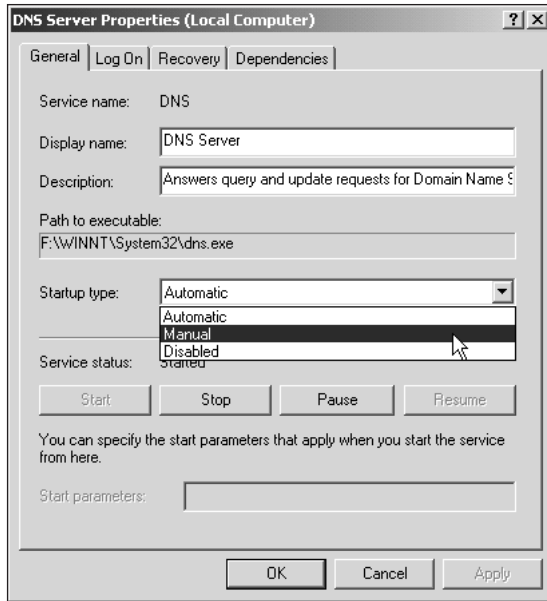 DNS Server Properties (Local Computer)
General Log On Recovery Dependencies
Service name: DNS
Display name: DNS Server
Description: Answers query and update requests for Domain Name S
Path to executable:
F:\WINNT\System32\dns.exe
Startup type: Automatic
Automatic
Manual
Disabled
Service status: Started
Start Stop Pause Resume
You can specify the start parameters that apply when you start the service
from here.
Start parameters:
OK Cancel Apply